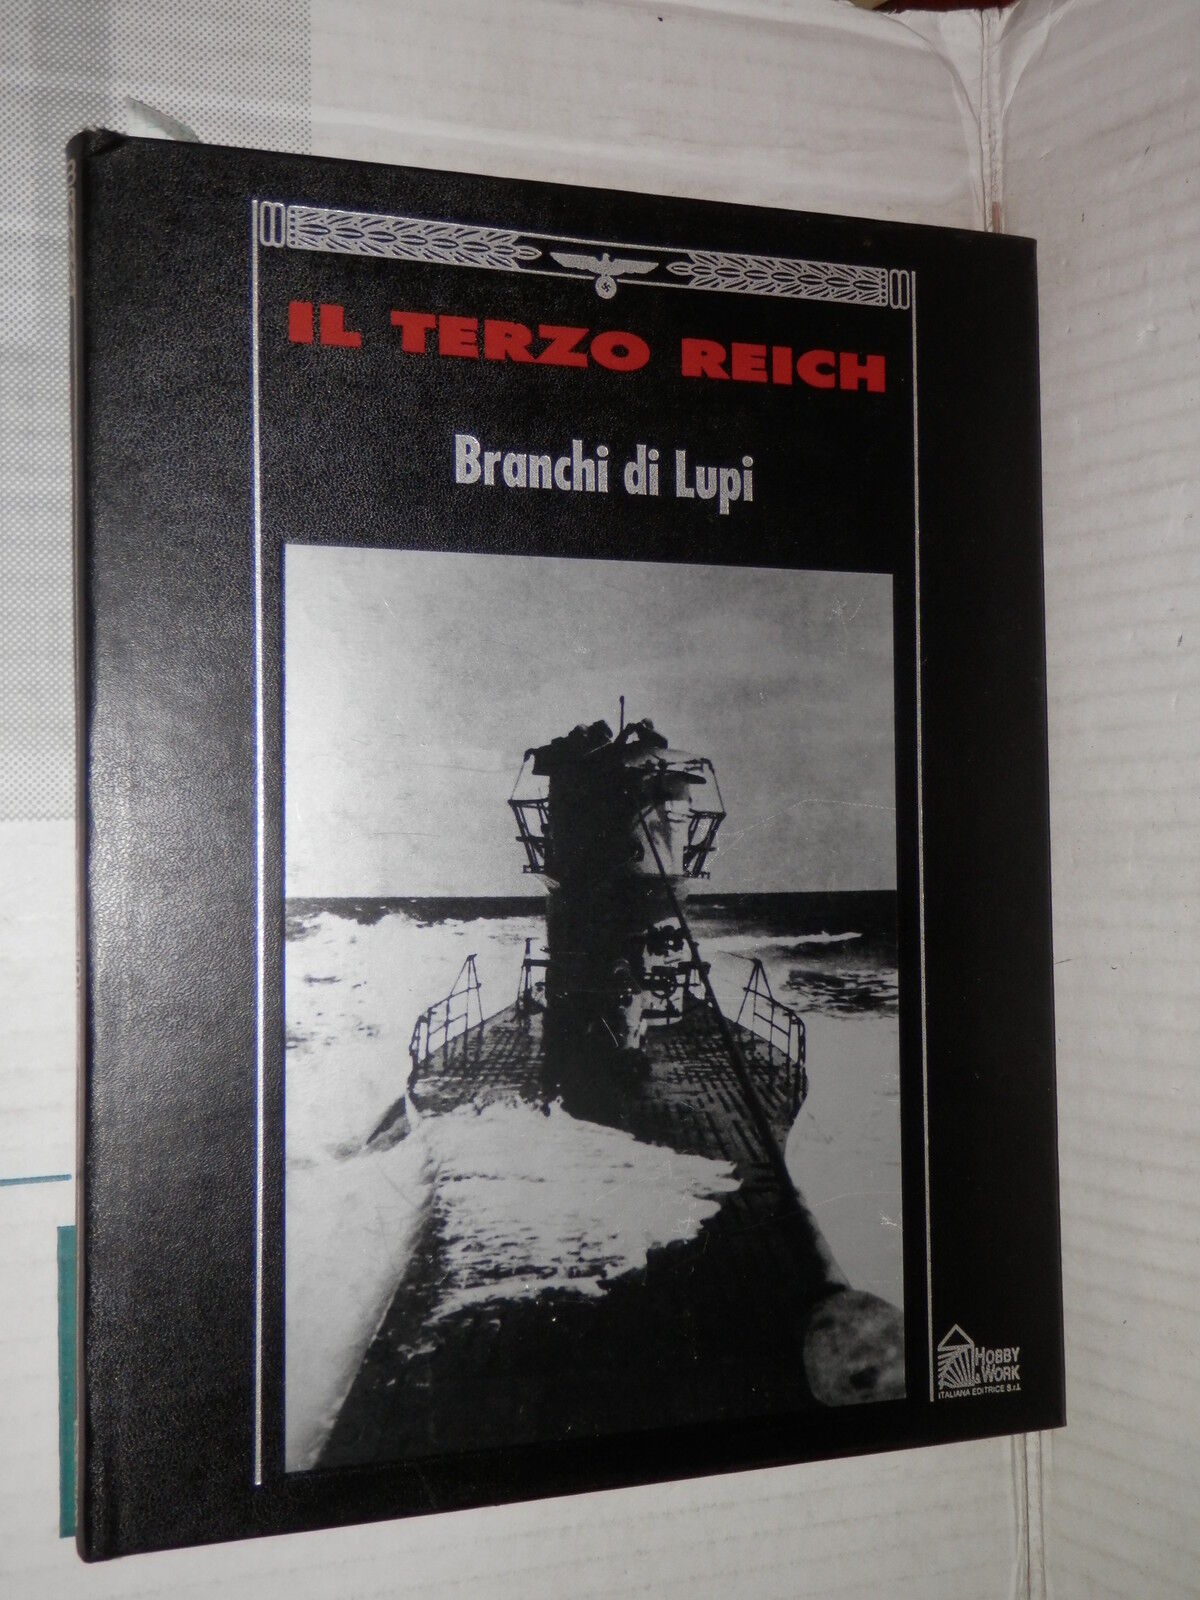 IL TERZO REICH
Branchi di Lupi
HOBBY
& WORK
ITALIANA EDITRICE S.r.l.